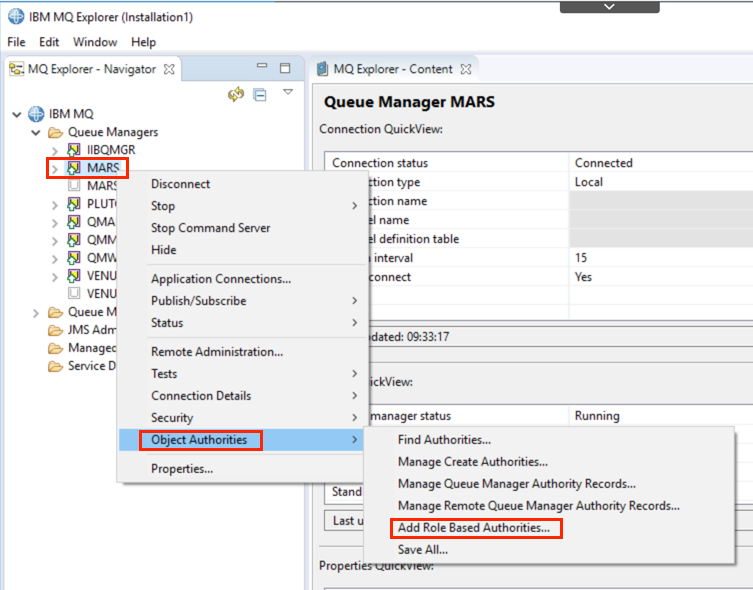 IBM MQ Explorer (Installation1)
File Edit Window Help
MQ Explorer - Navigator
IBM MQ
Queue Managers
IIBQMGR
MARS
MARS
PLUTO
QMA
QMM
QMW
VENU
VENU
Queue M
JMS Adm
Managed
Service D
Disconnect
Stop
Stop Command Server
Hide
Application Connections...
Publish/Subscribe
Status
Remote Administration...
Tests
Connection Details
Security
Object Authorities
Properties...
Find Authorities...
Manage Create Authorities...
Manage Queue Manager Authority Records...
Manage Remote Queue Manager Authority Records...
Add Role Based Authorities...
Save All...
MQ Explorer - Content
Queue Manager MARS
Connection QuickView:
Connection status Connected
ction type Local
ction name
el name
el definition table
interval 15
connect Yes
dated: 09:33:17
ickView:
manager status Running
Stand
Last u
Properties QuickView: